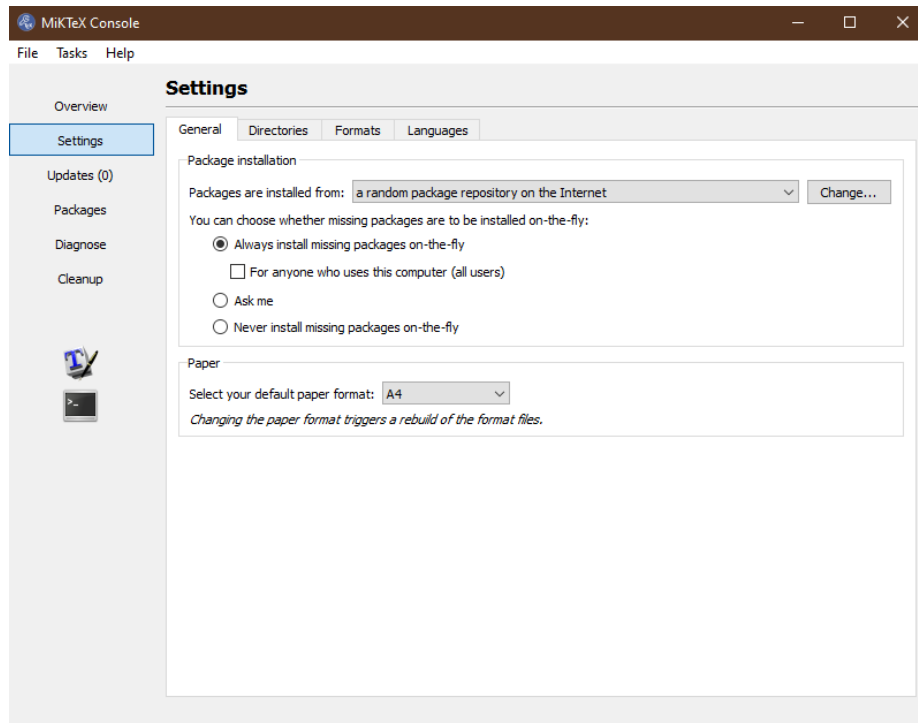 MiKTeX Console
File Tasks Help
Settings
Overview
Settings
Updates (0)
Packages
Diagnose
Cleanup
General Directories Formats Languages
Package installation
Packages are installed from: a random package repository on the Internet Change...
You can choose whether missing packages are to be installed on-the-fly:
Always install missing packages on-the-fly
For anyone who uses this computer (all users)
Ask me
Never install missing packages on-the-fly
Paper
Select your default paper format: A4
Changing the paper format triggers a rebuild of the format files.